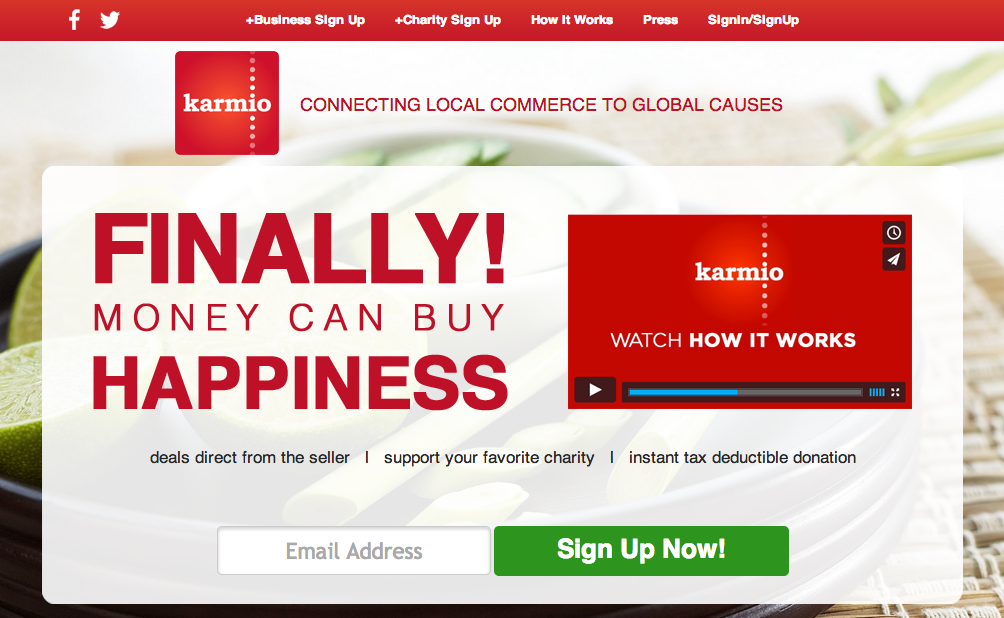 +Business Sign Up +Charity Sign Up How It Works Press SignIn/SignUp
karmio
CONNECTING LOCAL COMMERCE TO GLOBAL CAUSES
FINALLY!
MONEY CAN BUY
HAPPINESS
karmio
WATCH HOW IT WORKS
deals direct from the seller | support your favorite charity | instant tax deductible donation
Email Address Sign Up Now!